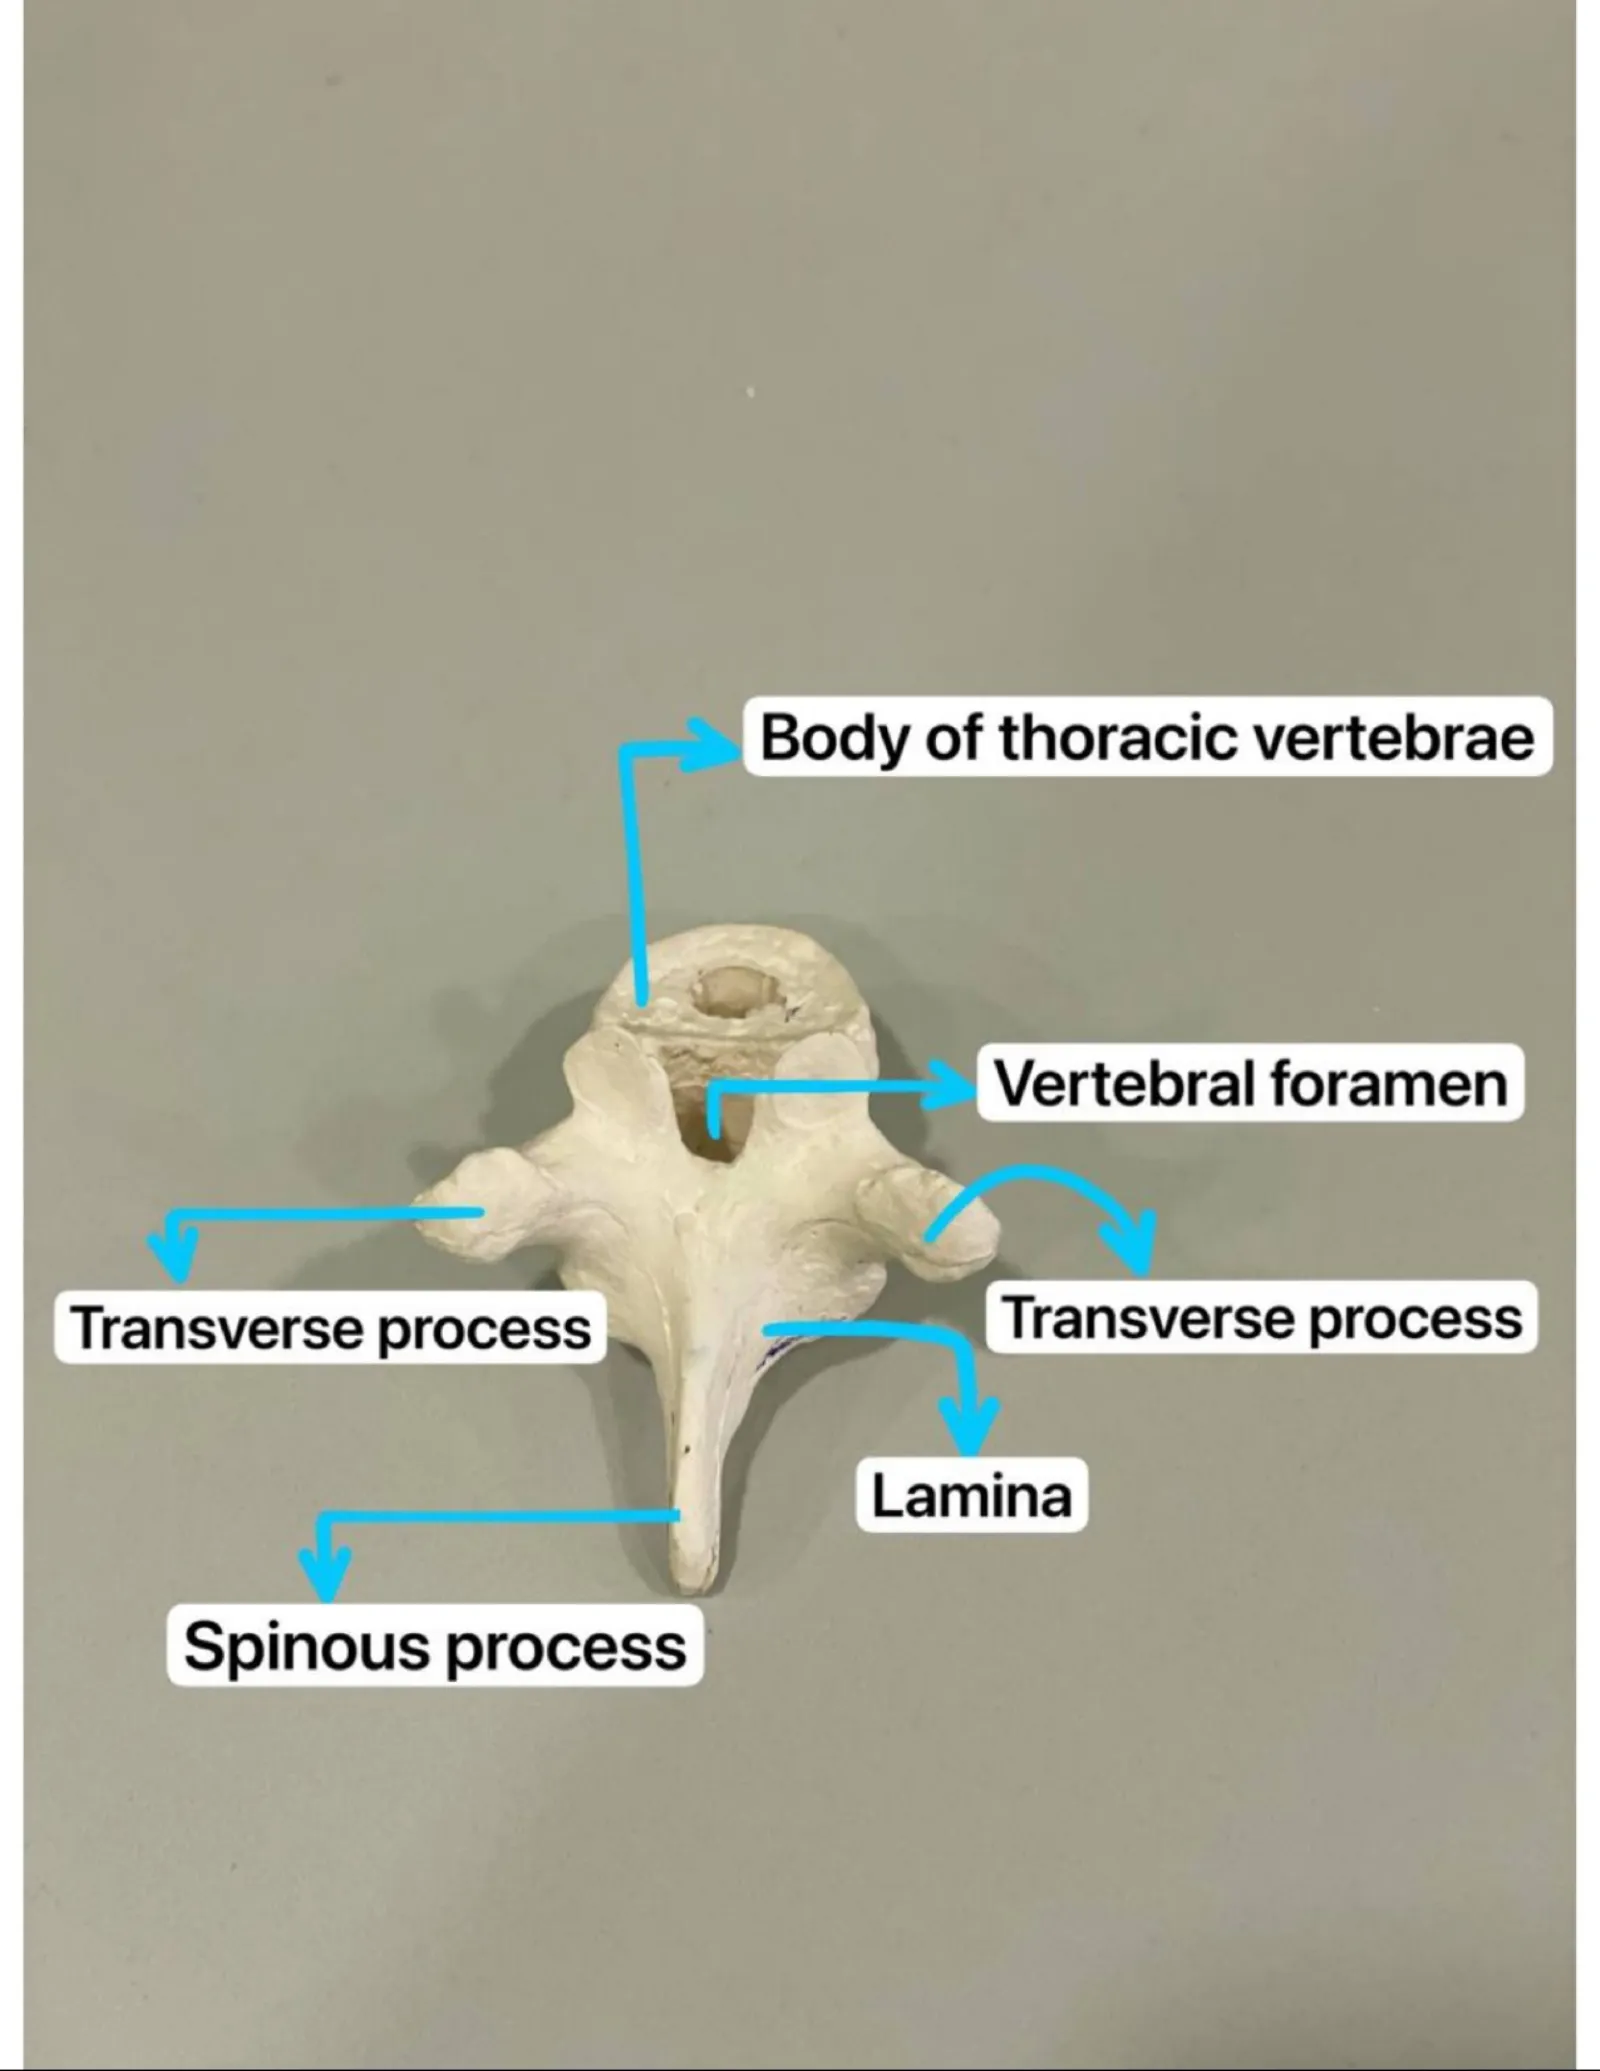 Body of thoracic vertebrae
Vertebral foramen
Transverse process
Transverse process
Lamina
Spinous process